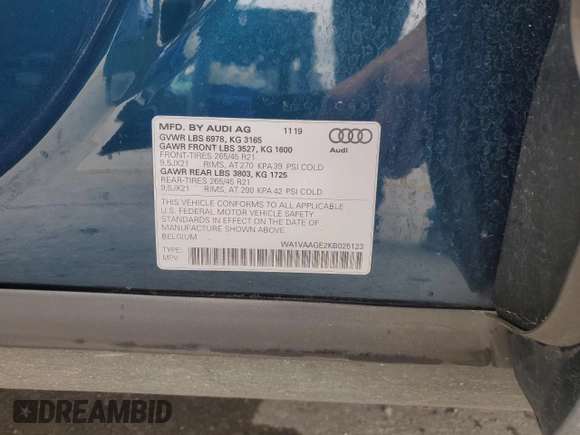 MFD. BY AUDI AG 11 19
GVWR LBS 6978, KG 3165
GAWR FRONT LBS 3527, KG 1600
FRONT-TIRES 265/45 R21
9,5JX21 RIMS, AT 270 KPA 39 PSI COLD
GAWR REAR LBS 3803, KG 1725
REAR-TIRES 265/45 R21
9,5JX21 RIMS, AT 290 KPA 42 PSI COLD
THIS VEHICLE CONFORMS TO ALL APPLICABLE
U.S. FEDERAL MOTOR VEHICLE SAFETY
STANDARDS IN EFFECT ON THE DATE OF
MANUFACTURE SHOWN ABOVE.
BELGIUM
WA1VAAGE2KB025123
TYPE:
MPV
Audi
DREAMBID